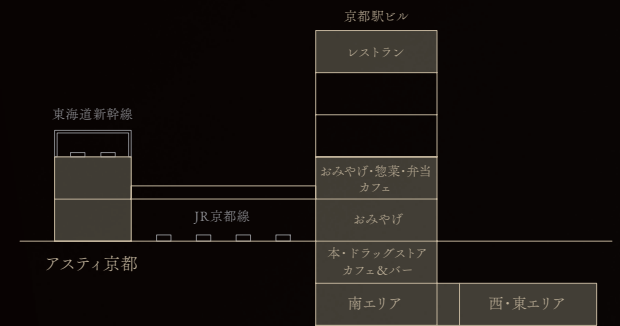 京都駅ビル
レストラン
東海道新幹線
おみやげ・惣菜・弁当
カフェ
JR京都線
おみやげ
アスティ京都
本・ドラッグストア
カフェ&バー
南エリア
西・東エリア